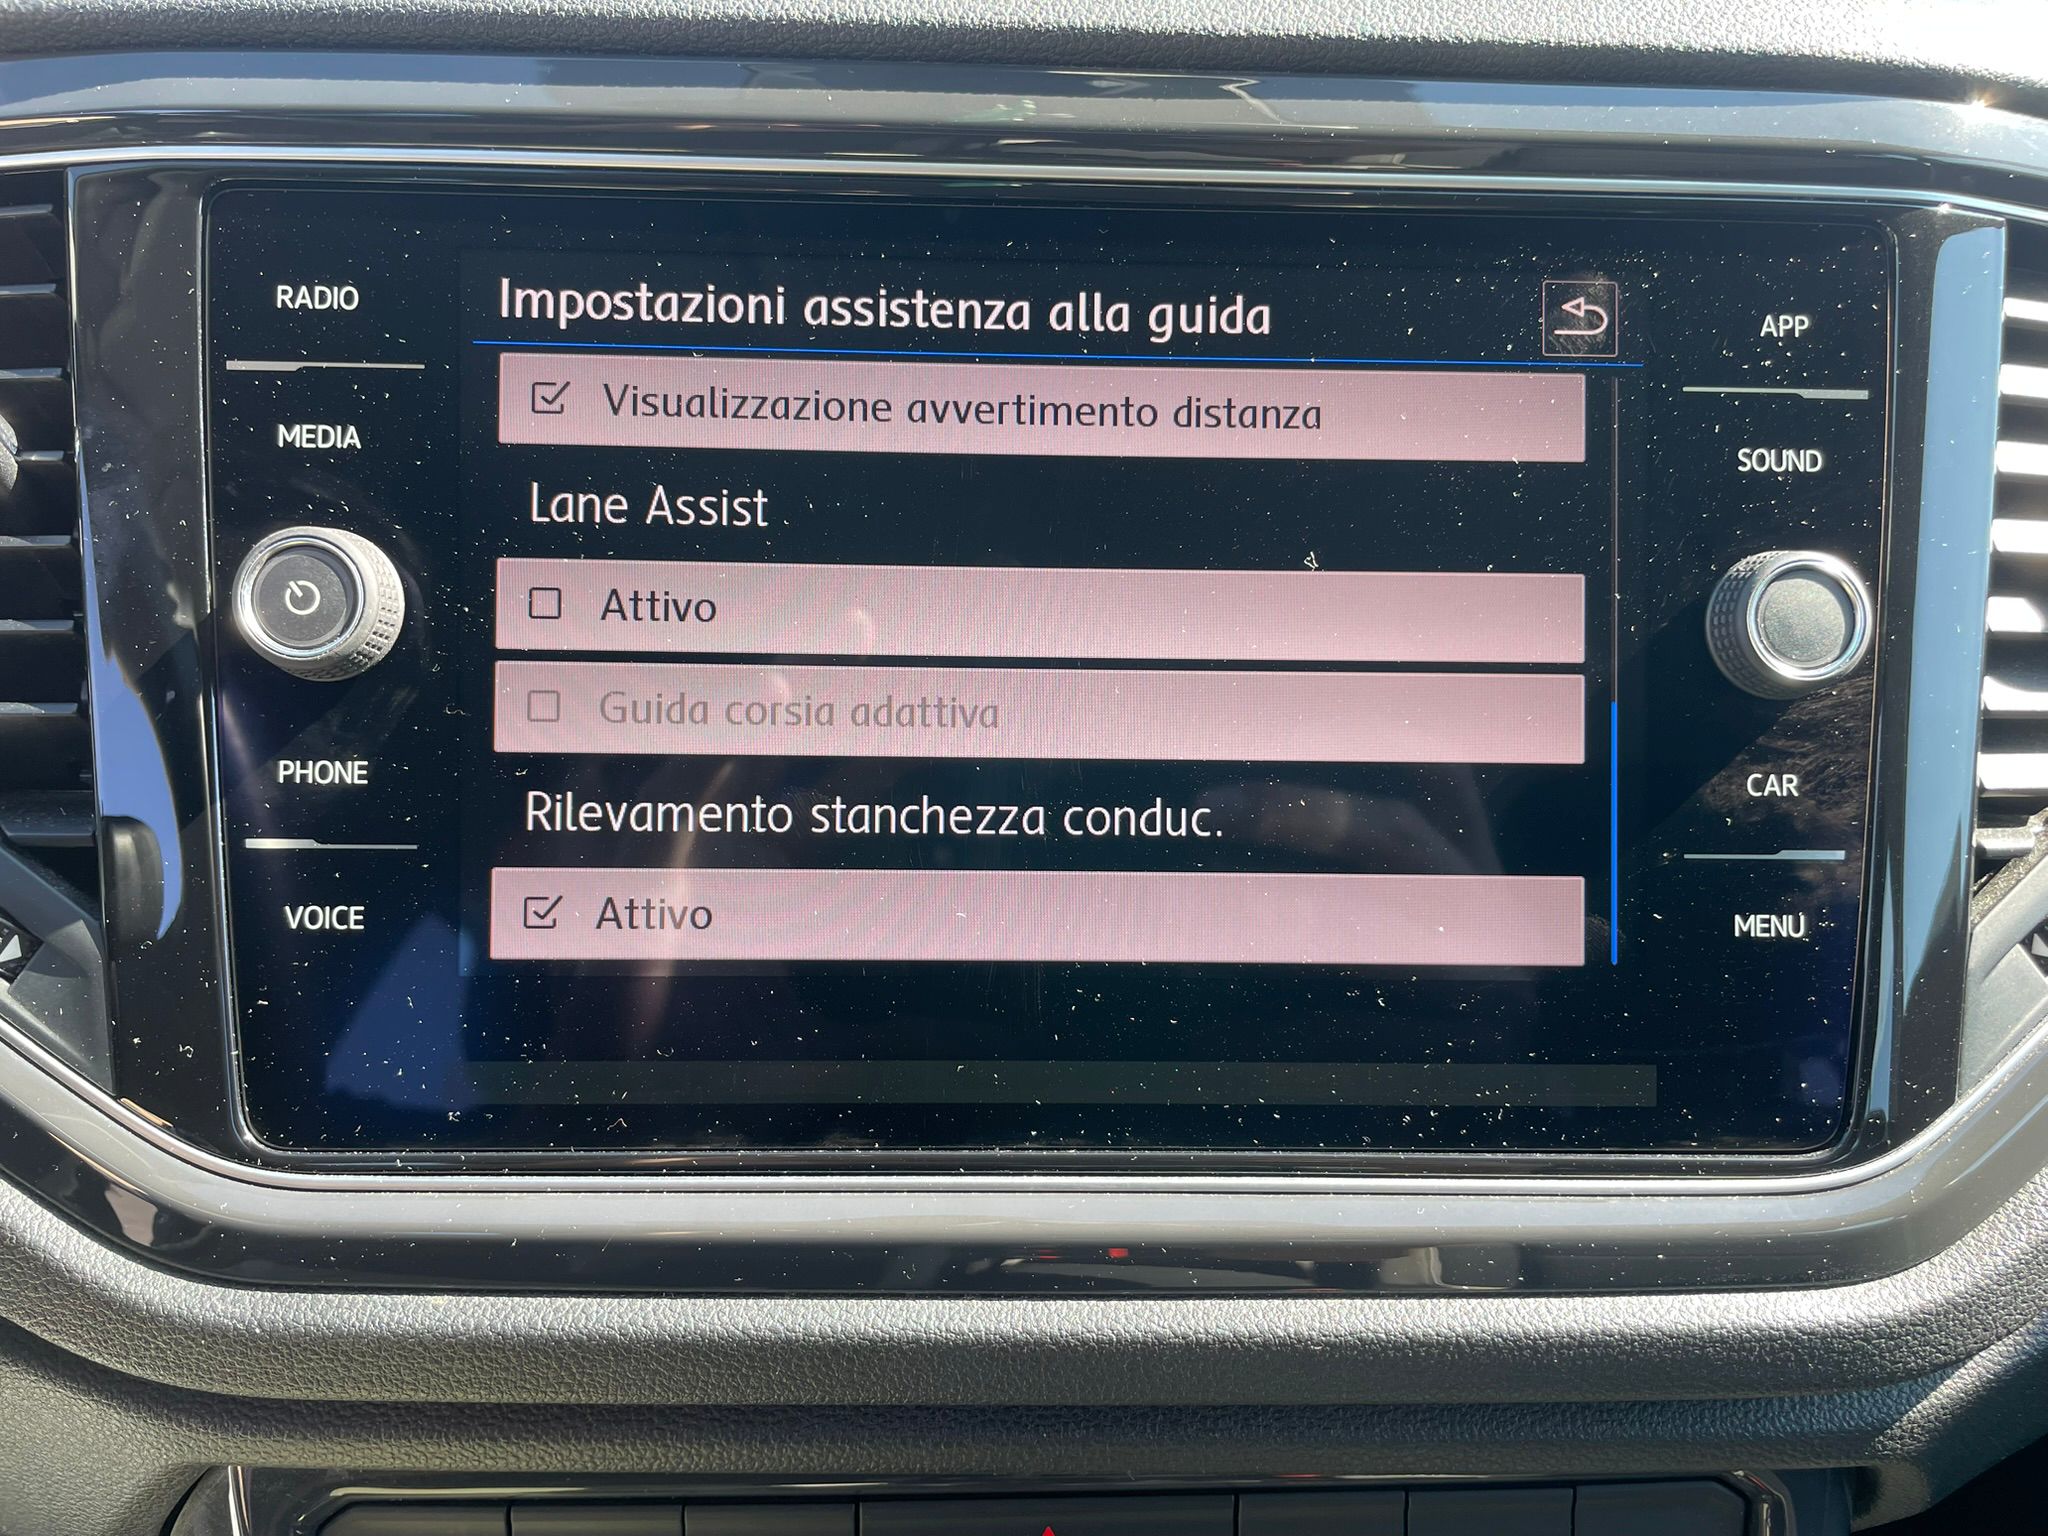 RADIO
MEDIA
PHONE
VOICE
Impostazioni assistenza alla guida
Visualizzazione avvertimento distanza
Lane Assist
Attivo
Guida corsia adattiva
Rilevamento stanchezza conduc.
Attivo
APP
SOUND
CAR
MENU